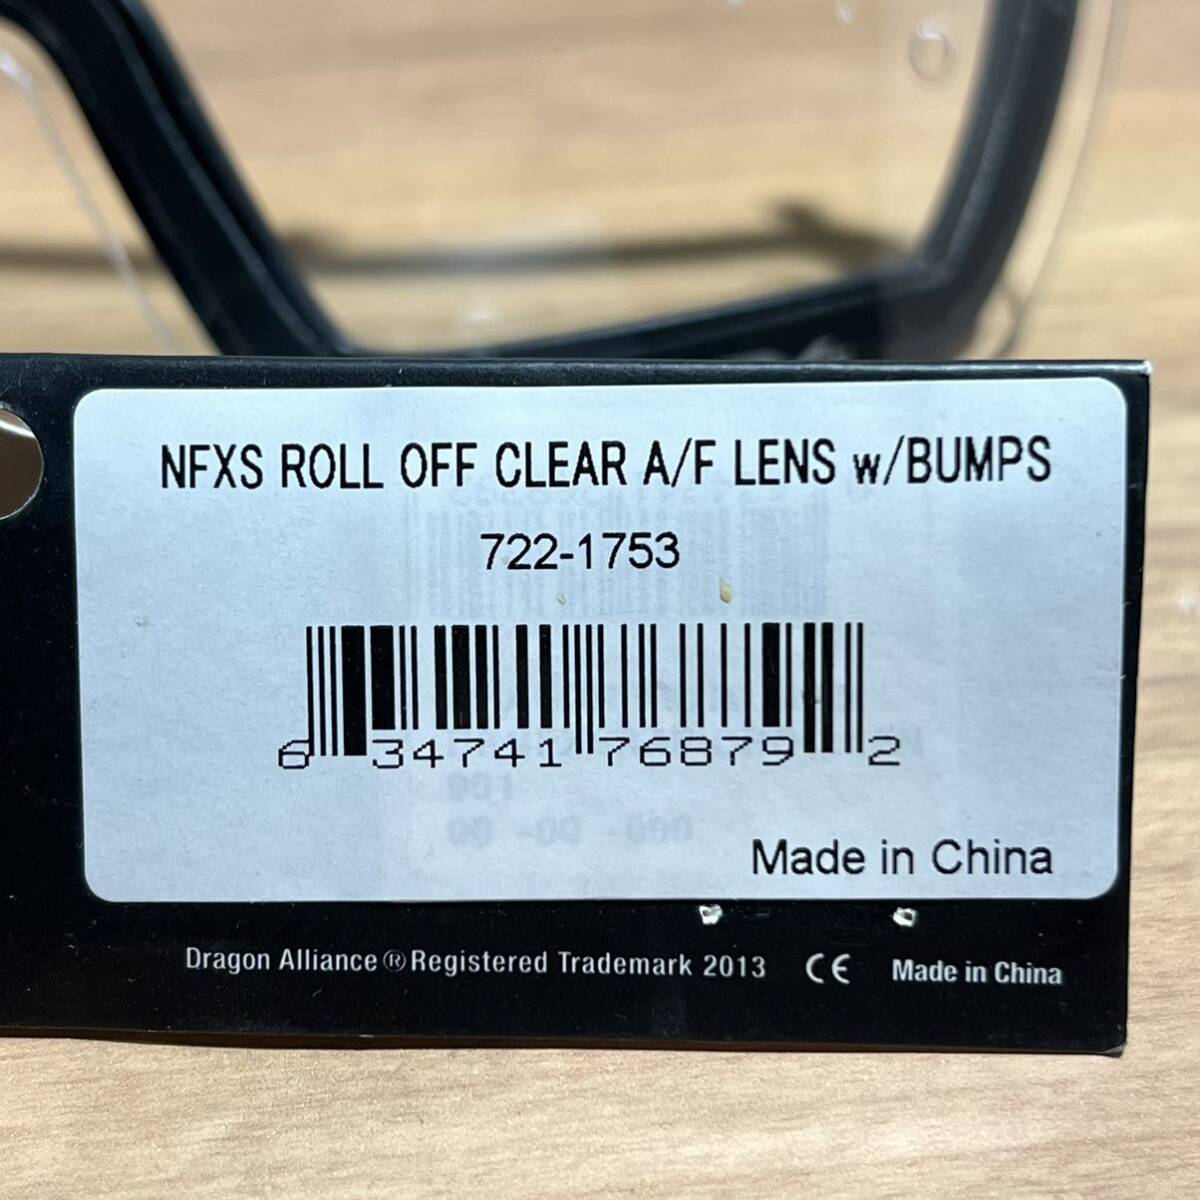 NFXS ROLL OFF CLEAR A/F LENS w/BUMPS
722-1753
6 34741 76879 2
Made in China
Dragon Alliance ® Registered Trademark 2013 CE Made in China